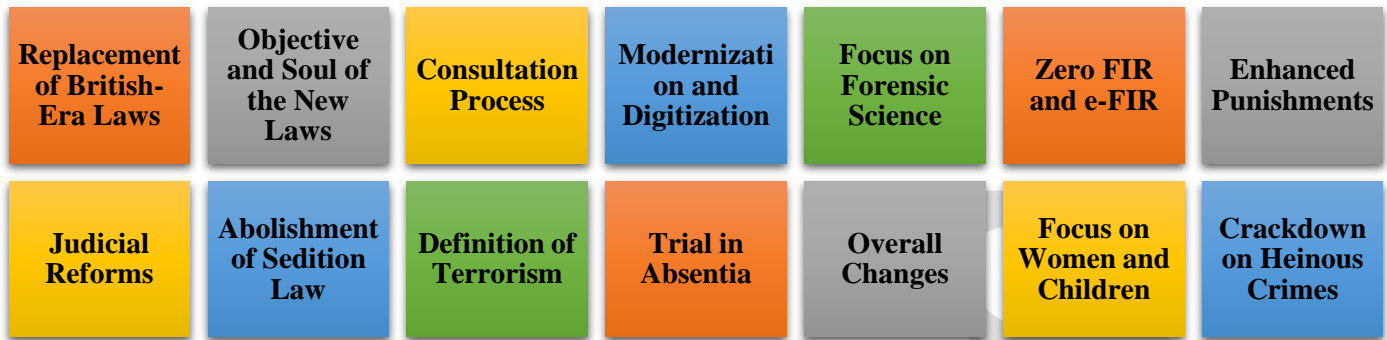 Replacement
of British-
Era Laws
Objective
and Soul of
the New
Laws
Consultation
Process
Modernizati
on and
Digitization
Focus on
Forensic
Science
Zero FIR
and e-FIR
Enhanced
Punishments
Judicial
Reforms
Abolishment
of Sedition
Law
Definition of
Terrorism
Trial in
Absentia
Overall
Changes
Focus on
Women and
Children
Crackdown
on Heinous
Crimes